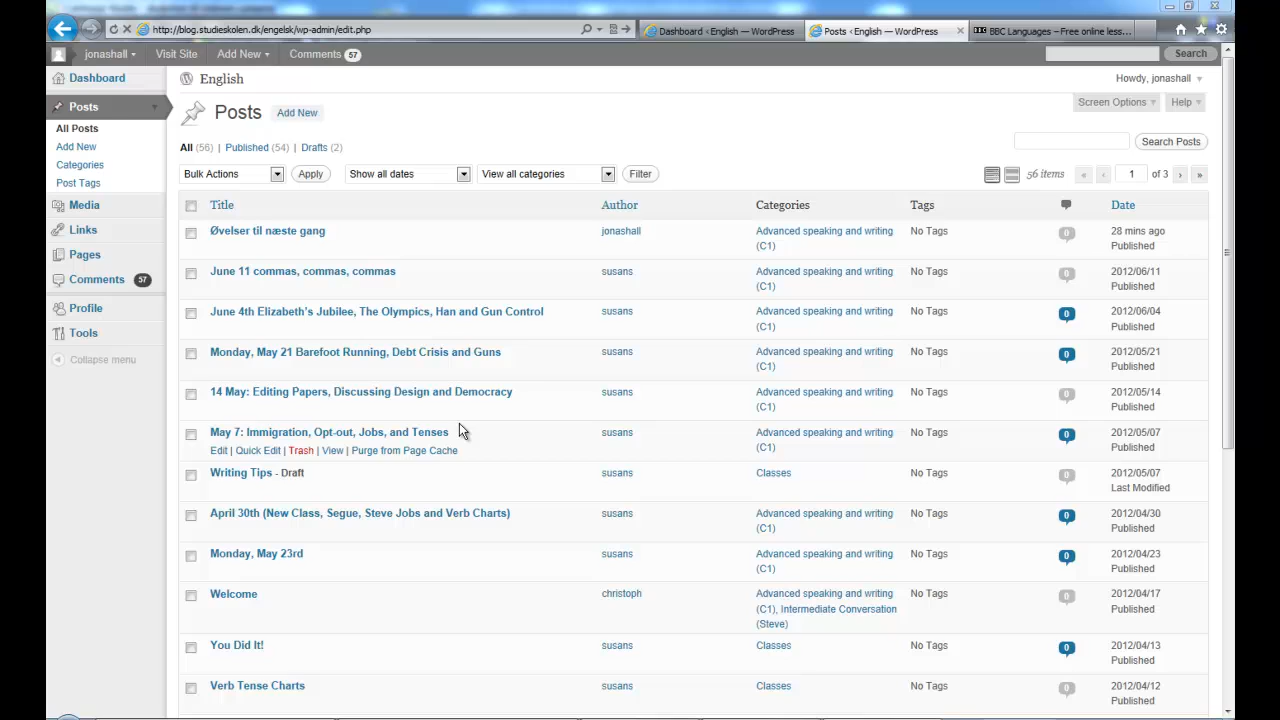 http://blog.studieskolen.dk/engelsk/wp-admin/edit.php
Dashboard ‹ English — WordPress
Posts ‹ English — WordPress
BBC Languages – Free online less...
jonashall
Visit Site
Add New
Comments 57
Search
Dashboard
English
Howdy, jonashall
Posts
Posts
Add New
Screen Options
Help
All Posts
Add New
Categories
Post Tags
All (56) | Published (54) | Drafts (2)
Search Posts
Bulk Actions
Apply
Show all dates
View all categories
Filter
56 items
«
‹
1
of 3
›
»
Media
Links
Pages
Comments 57
Profile
Tools
Collapse menu
Title
Author
Categories
Tags
Date
Øvelser til næste gang
jonashall
Advanced speaking and writing
(C1)
No Tags
0
28 mins ago
Published
June 11 commas, commas, commas
susans
Advanced speaking and writing
(C1)
No Tags
0
2012/06/11
Published
June 4th Elizabeth's Jubilee, The Olympics, Han and Gun Control
susans
Advanced speaking and writing
(C1)
No Tags
0
2012/06/04
Published
Monday, May 21 Barefoot Running, Debt Crisis and Guns
susans
Advanced speaking and writing
(C1)
No Tags
0
2012/05/21
Published
14 May: Editing Papers, Discussing Design and Democracy
susans
Advanced speaking and writing
(C1)
No Tags
0
2012/05/14
Published
May 7: Immigration, Opt-out, Jobs, and Tenses
Edit | Quick Edit | Trash | View | Purge from Page Cache
susans
Advanced speaking and writing
(C1)
No Tags
0
2012/05/07
Published
Writing Tips - Draft
susans
Classes
No Tags
0
2012/05/07
Last Modified
April 30th (New Class, Segue, Steve Jobs and Verb Charts)
susans
Advanced speaking and writing
(C1)
No Tags
0
2012/04/30
Published
Monday, May 23rd
susans
Advanced speaking and writing
(C1)
No Tags
0
2012/04/23
Published
Welcome
christoph
Advanced speaking and writing
(C1), Intermediate Conversation
(Steve)
No Tags
0
2012/04/17
Published
You Did It!
susans
Classes
No Tags
0
2012/04/13
Published
Verb Tense Charts
susans
Classes
No Tags
0
2012/04/12
Published